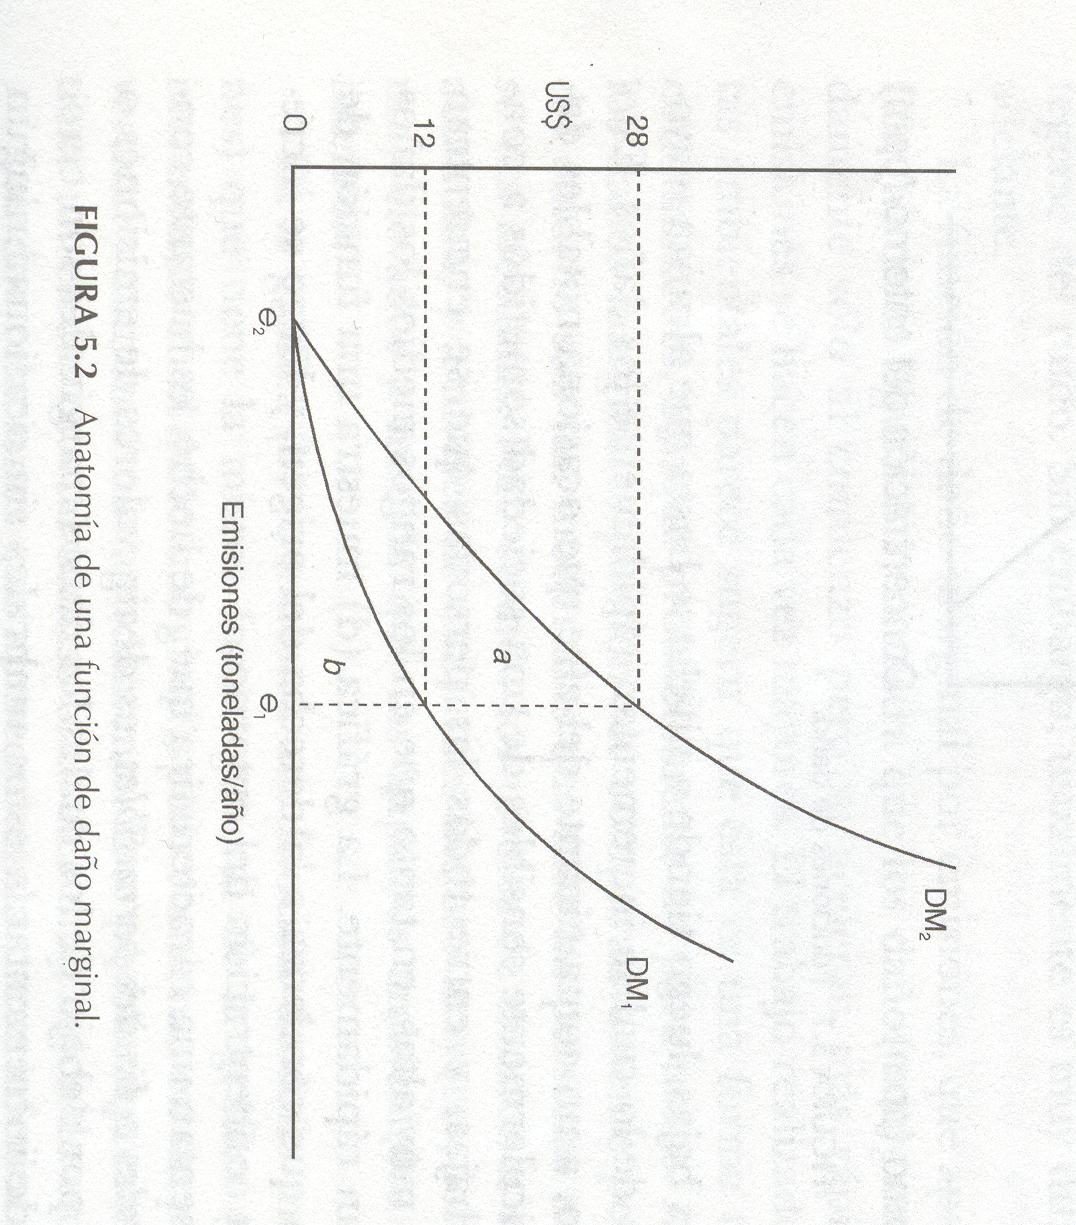 DM₂
DM₁
28
US$
a
12
b
0
e₂
e₁
Emisiones (toneladas/año)
FIGURA 5.2 Anatomía de una función de daño marginal.